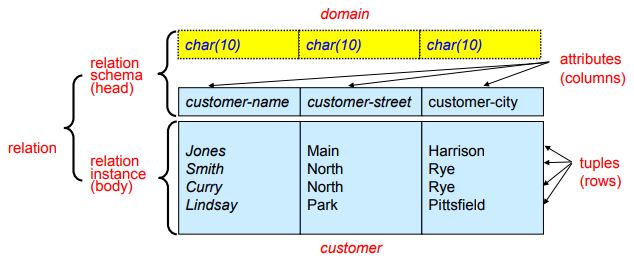 domain
char(10) char(10) char(10)
relation
schema
(head)
attributes
(columns)
customer-name customer-street customer-city
relation
relation
instance
(body)
Jones Main Harrison
Smith North Rye
Curry North Rye
Lindsay Park Pittsfield
tuples
(rows)
customer